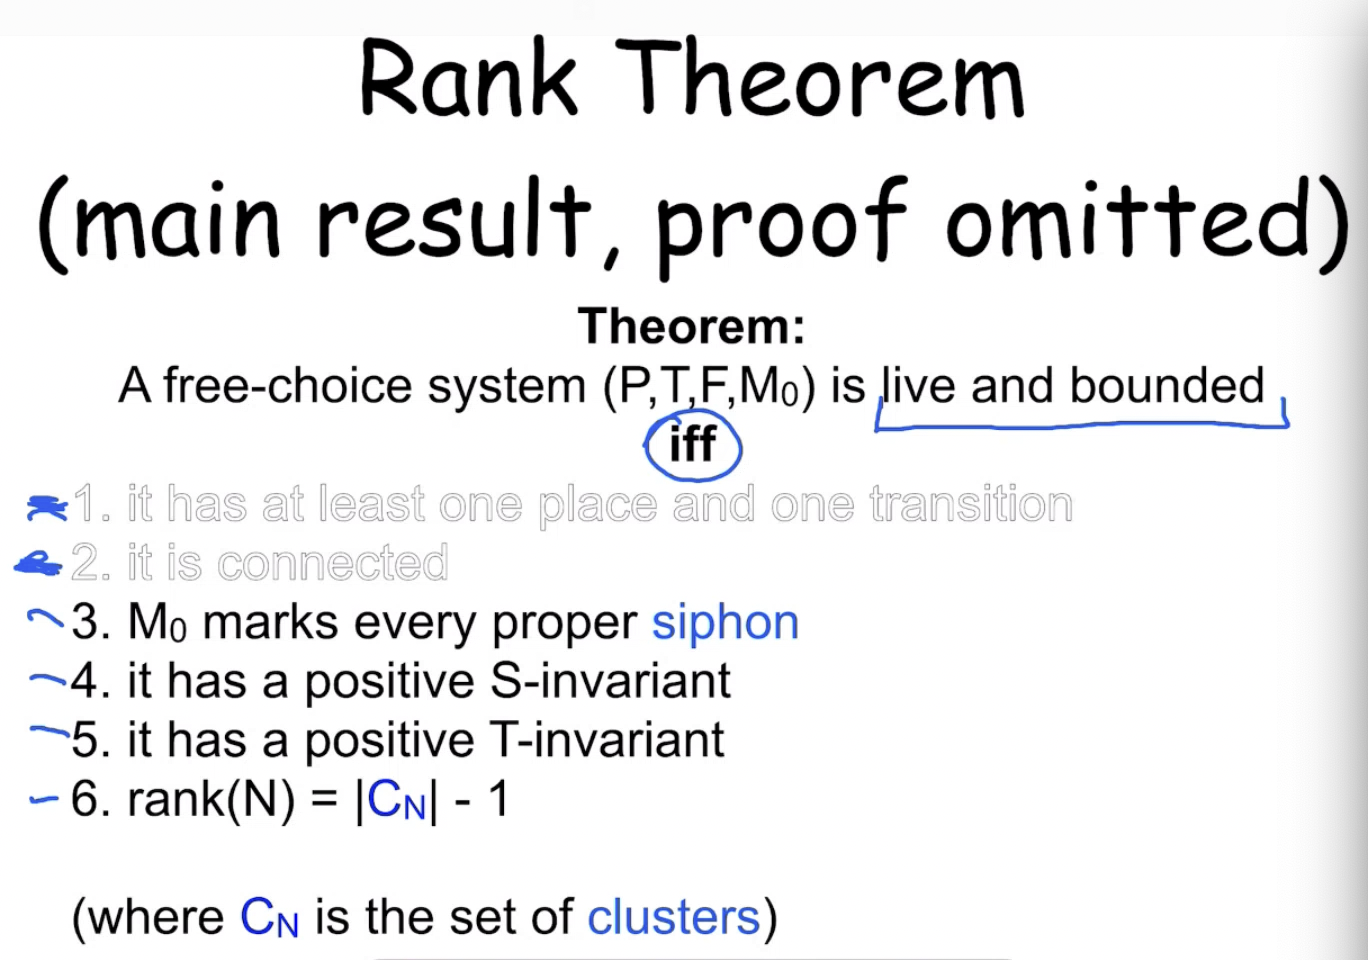 Rank Theorem
(main result, proof omitted)
Theorem:
A free-choice system (P,T,F,M₀) is live and bounded
iff
1. it has at least one place and one transition
2. it is connected
3. M₀ marks every proper siphon
4. it has a positive S-invariant
5. it has a positive T-invariant
6. rank(N) = |C_N| - 1
(where C_N is the set of clusters)